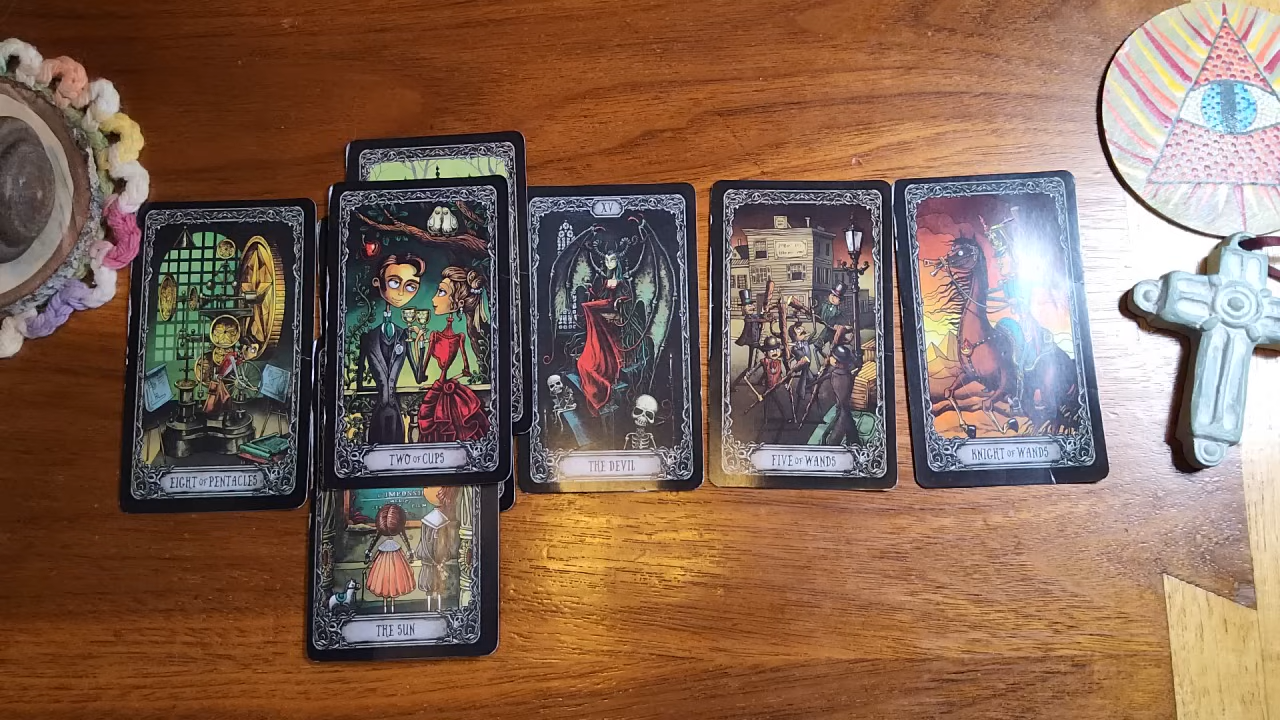 XV
EIGHT OF PENTACLES
TWO OF CUPS
THE DEVIL
FIVE OF WANDS
KNIGHT OF WANDS
THE SUN